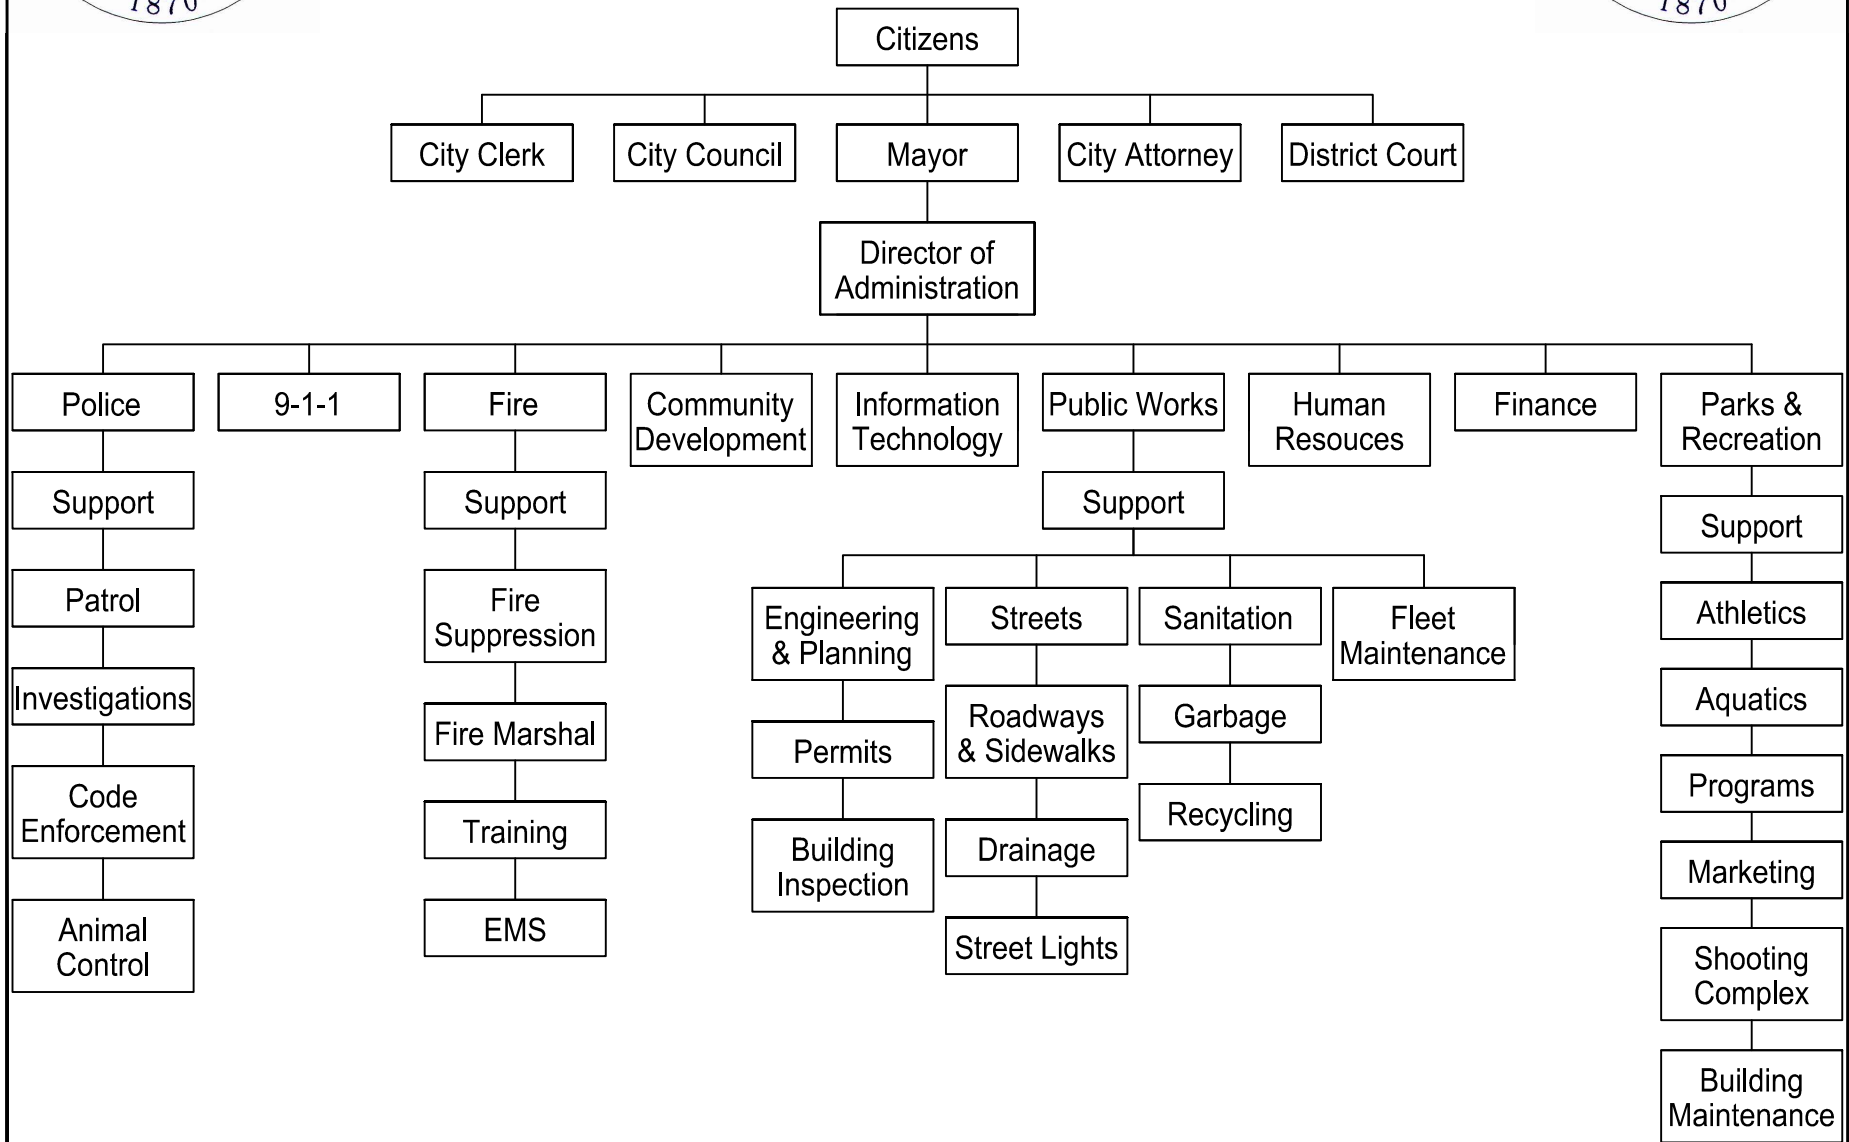 1870
1870
Citizens
City Clerk
City Council
Mayor
City Attorney
District Court
Director of
Administration
Police
9-1-1
Fire
Community
Development
Information
Technology
Public Works
Human
Resouces
Finance
Parks &
Recreation
Support
Patrol
Investigations
Code
Enforcement
Animal
Control
Support
Fire
Suppression
Fire Marshal
Training
EMS
Support
Engineering
& Planning
Permits
Building
Inspection
Streets
Roadways
& Sidewalks
Drainage
Street Lights
Sanitation
Garbage
Recycling
Fleet
Maintenance
Support
Athletics
Aquatics
Programs
Marketing
Shooting
Complex
Building
Maintenance